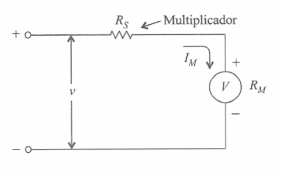 R_S Multiplicador
+
I_M
+
v
V R_M
−
−